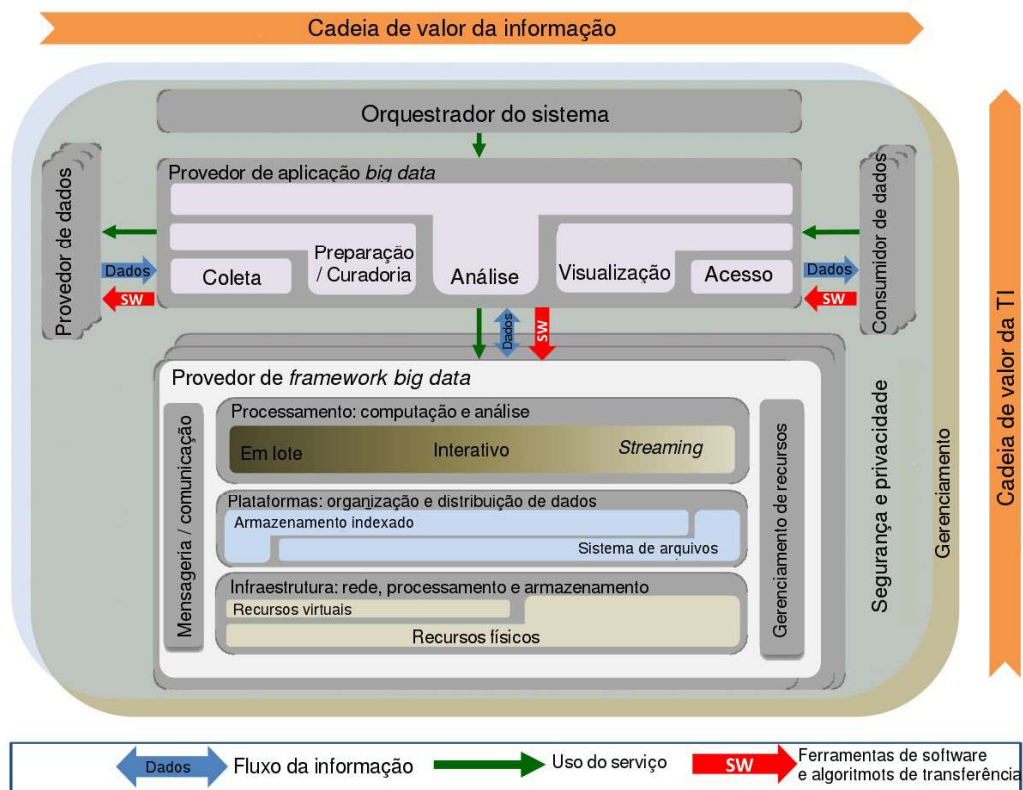 Cadeia de valor da informação
Orquestrador do sistema
Provedor de aplicação big data
Coleta
Preparação
/ Curadoria
Análise
Visualização
Acesso
Provedor de dados
Dados
SW
Consumidor de dados
Dados
SW
Dados
SW
Provedor de framework big data
Mensageria / comunicação
Processamento: computação e análise
Em lote
Interativo
Streaming
Plataformas: organização e distribuição de dados
Armazenamento indexado
Sistema de arquivos
Infraestrutura: rede, processamento e armazenamento
Recursos virtuais
Recursos físicos
Gerenciamento de recursos
Segurança e privacidade
Gerenciamento
Cadeia de valor da TI
Dados
Fluxo da informação
Uso do serviço
SW
Ferramentas de software
e algoritmots de transferência